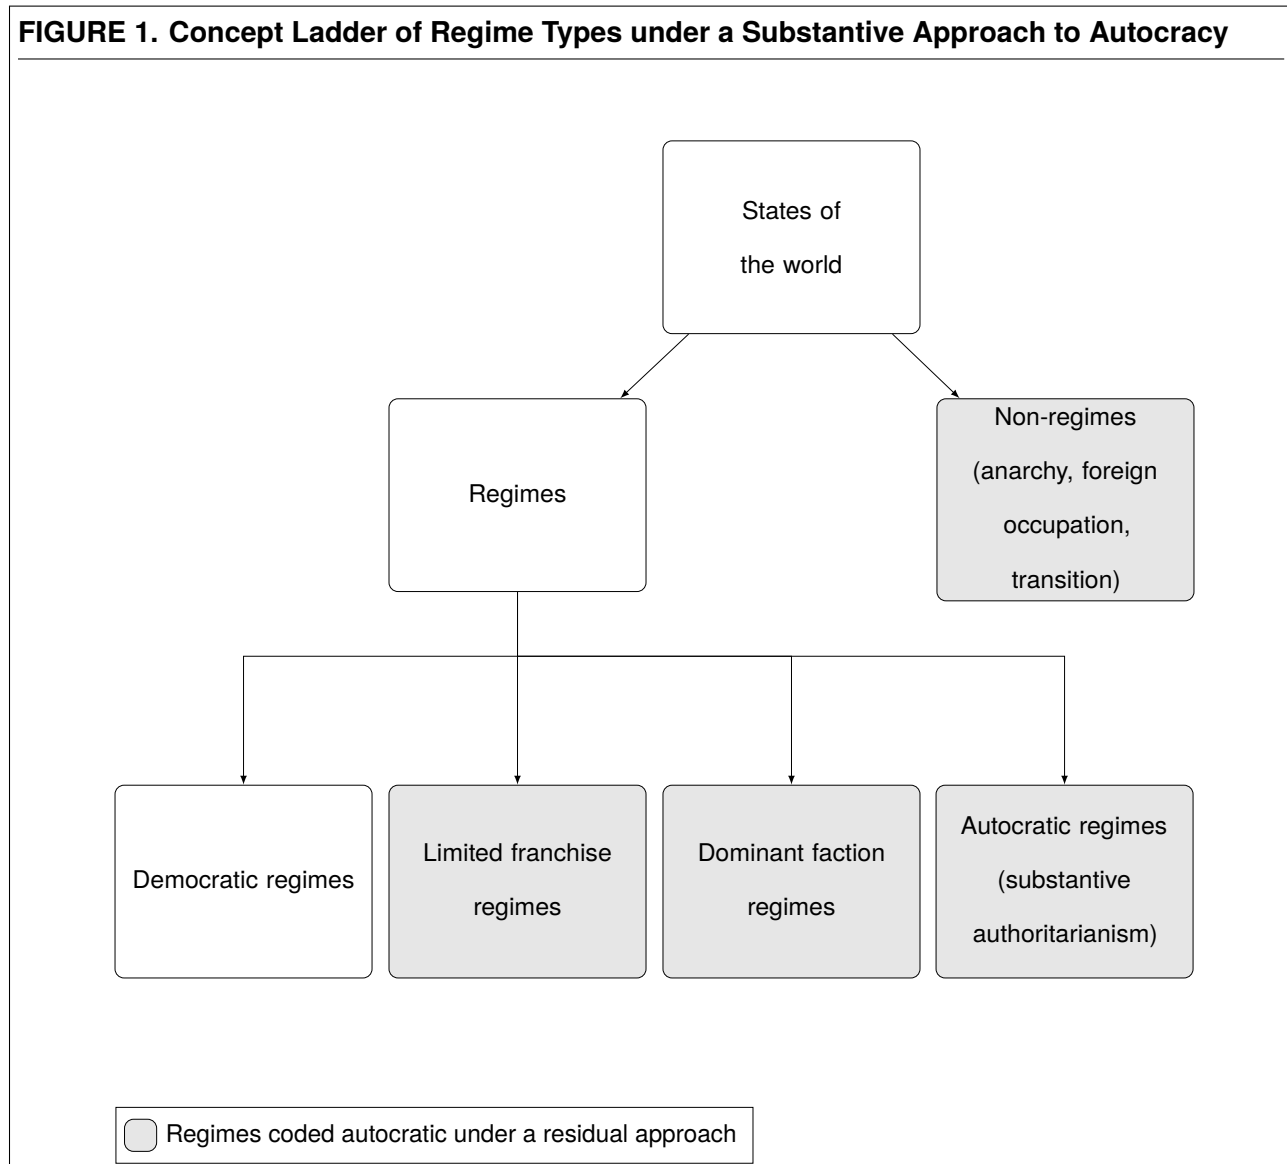 FIGURE 1. Concept Ladder of Regime Types under a Substantive Approach to Autocracy
States of
the world
Regimes
Non-regimes
(anarchy, foreign
occupation,
transition)
Democratic regimes
Limited franchise
regimes
Dominant faction
regimes
Autocratic regimes
(substantive
authoritarianism)
Regimes coded autocratic under a residual approach